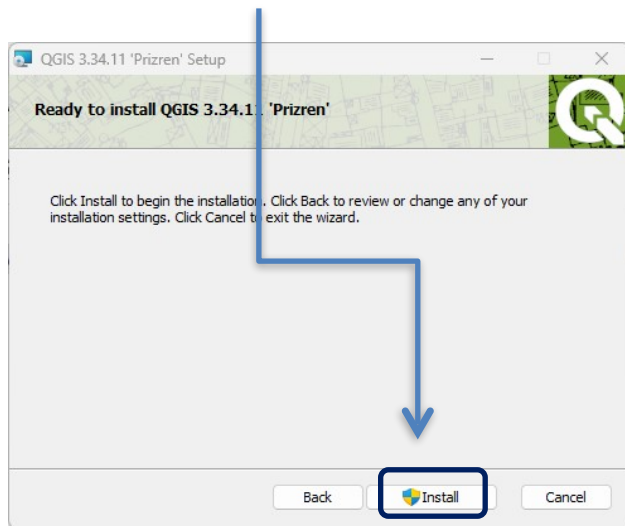 QGIS 3.34.11 'Prizren' Setup
Ready to install QGIS 3.34.11 'Prizren'
Click Install to begin the installation. Click Back to review or change any of your
installation settings. Click Cancel to exit the wizard.
Back Install Cancel